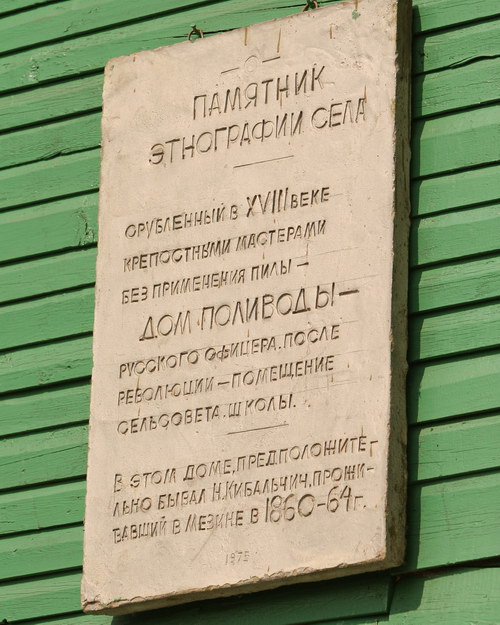 ПАМЯТНИК
ЭТНОГРАФИИ СЕЛА
СРУБЛЕННЫЙ В XVIII ВЕКЕ
КРЕПОСТНЫМИ МАСТЕРАМИ
БЕЗ ПРИМЕНЕНИЯ ПИЛЫ —
ДОМ ПОЛИВОДЫ —
РУССКОГО ОФИЦЕРА. ПОСЛЕ
РЕВОЛЮЦИИ — ПОМЕЩЕНИЕ
СЕЛЬСОВЕТА. ШКОЛЫ.
В ЭТОМ ДОМЕ, ПРЕДПОЛОЖИТЕ-
ЛЬНО БЫВАЛ Н. КИБАЛЬЧИЧ, ПРОЖИ-
ВАВШИЙ В МЕЗИНЕ В 1860-64 г.